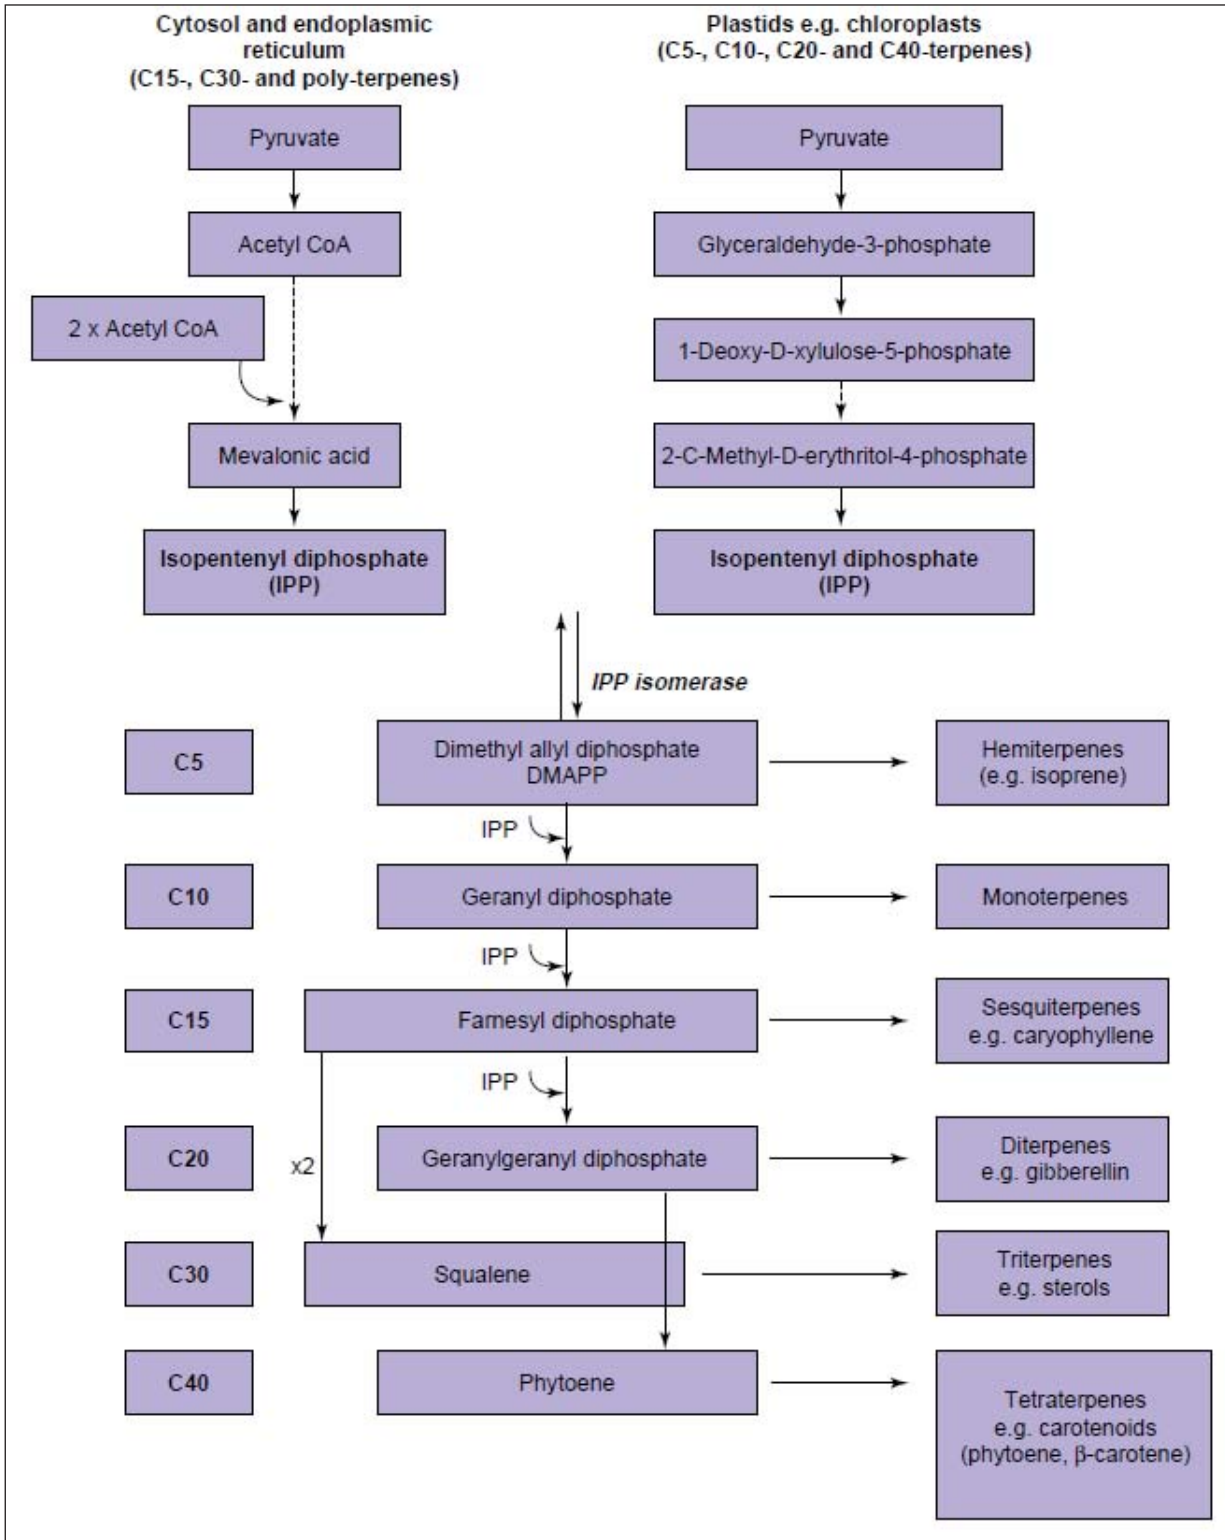 Cytosol and endoplasmic
reticulum
(C15-, C30- and poly-terpenes)
Plastids e.g. chloroplasts
(C5-, C10-, C20- and C40-terpenes)
Pyruvate
Acetyl CoA
2 x Acetyl CoA
Mevalonic acid
Isopentenyl diphosphate
(IPP)
Pyruvate
Glyceraldehyde-3-phosphate
1-Deoxy-D-xylulose-5-phosphate
2-C-Methyl-D-erythritol-4-phosphate
Isopentenyl diphosphate
(IPP)
IPP isomerase
C5
Dimethyl allyl diphosphate
DMAPP
Hemiterpenes
(e.g. isoprene)
IPP
C10
Geranyl diphosphate
Monoterpenes
IPP
C15
Farnesyl diphosphate
Sesquiterpenes
e.g. caryophyllene
IPP
C20
x2
Geranylgeranyl diphosphate
Diterpenes
e.g. gibberellin
C30
Squalene
Triterpenes
e.g. sterols
C40
Phytoene
Tetraterpenes
e.g. carotenoids
(phytoene, β-carotene)